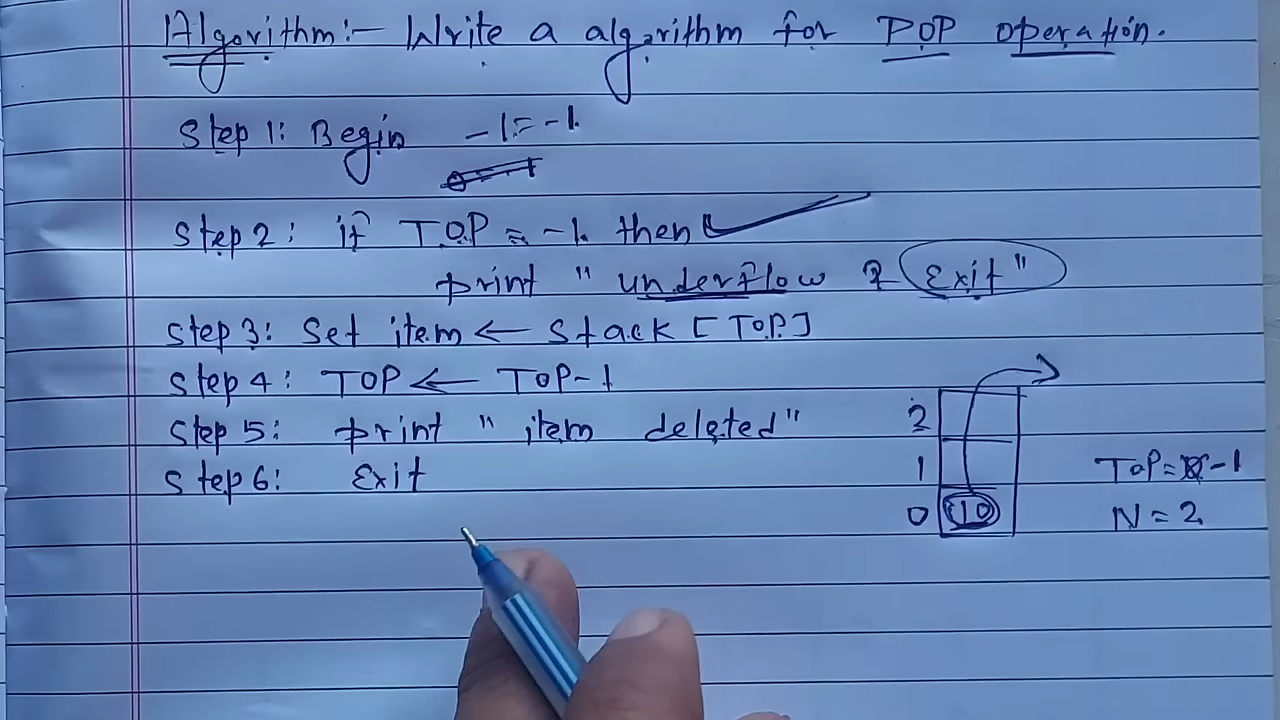 Algorithm:- Write a algorithm for POP operation.
Step 1: Begin -1=-1.
Step 2: if TOP = -1. then
print "underflow & Exit"
Step 3: Set item ← Stack [TOP]
Step 4: TOP ← TOP-1
Step 5: print "item deleted"
Step 6: Exit
2
1 TOP= -1
0 10 N = 2